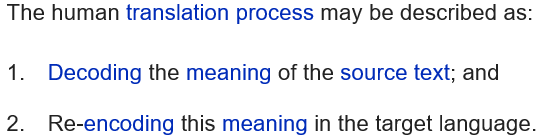 The human translation process may be described as:
1. Decoding the meaning of the source text; and
2. Re-encoding this meaning in the target language.